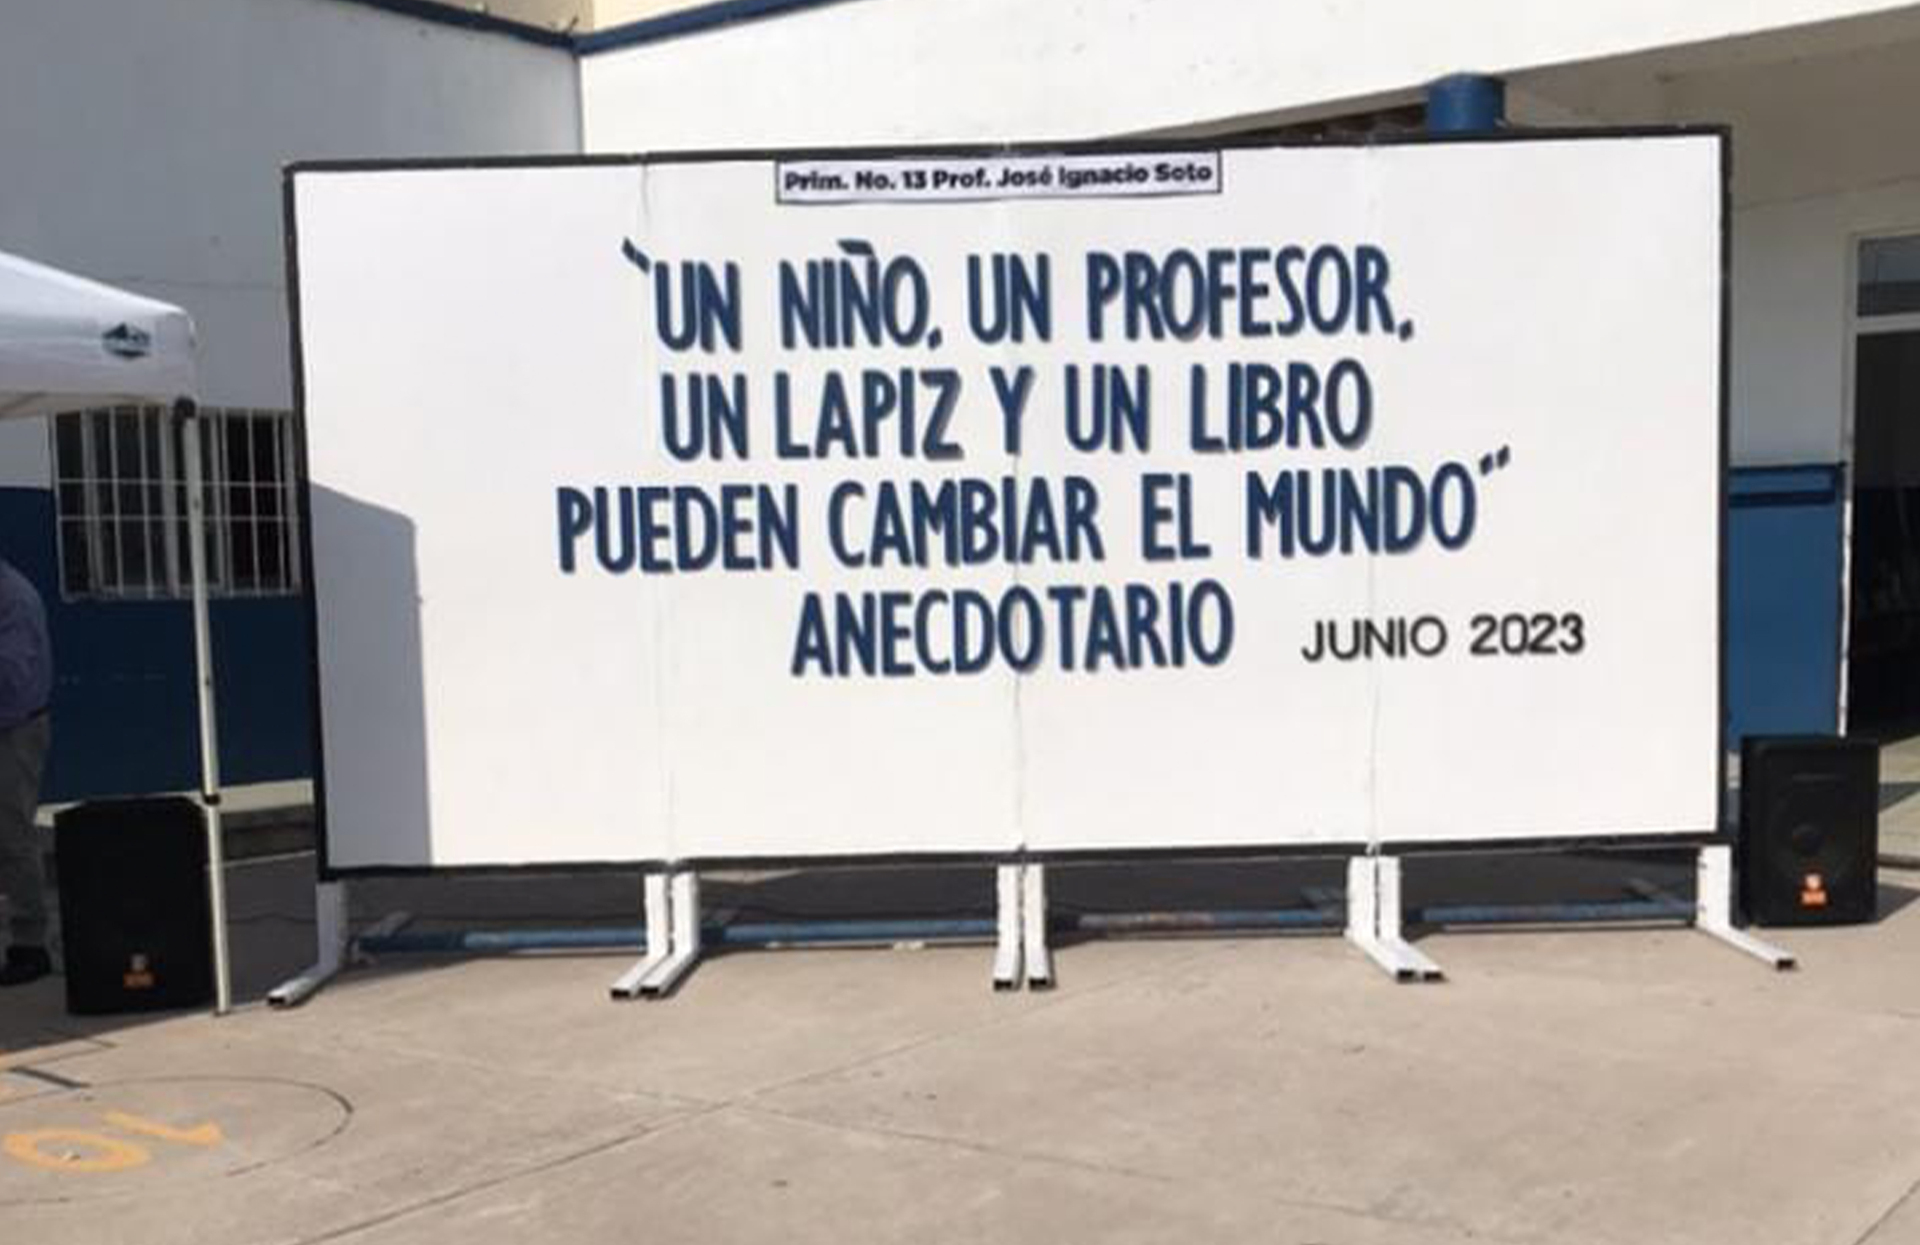 Prim. No. 13 Prof. José Ignacio Soto
"UN NIÑO, UN PROFESOR,
UN LAPIZ Y UN LIBRO
PUEDEN CAMBIAR EL MUNDO"
ANECDOTARIO JUNIO 2023
10